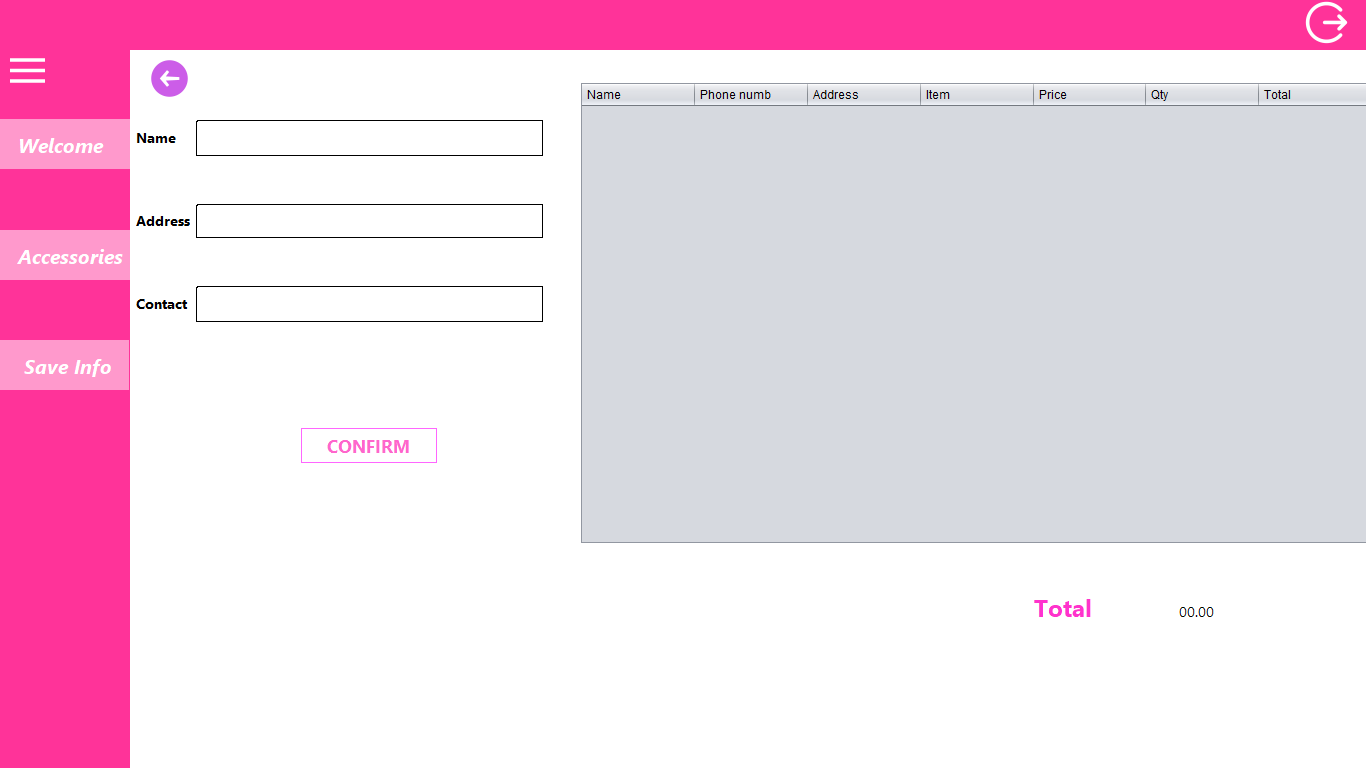 Welcome
Accessories
Save Info
Name
Address
Contact
CONFIRM
Name Phone numb Address Item Price Qty Total
Total 00.00